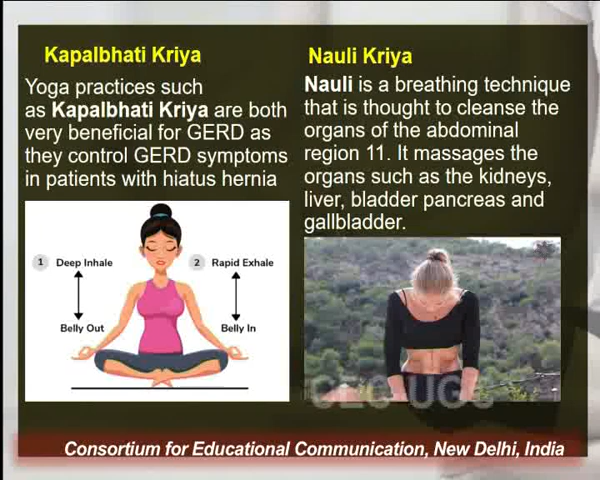 Kapalbhati Kriya
Yoga practices such
as Kapalbhati Kriya are both
very beneficial for GERD as
they control GERD symptoms
in patients with hiatus hernia
1 Deep Inhale
Belly Out
2 Rapid Exhale
Belly In
Nauli Kriya
Nauli is a breathing technique
that is thought to cleanse the
organs of the abdominal
region 11. It massages the
organs such as the kidneys,
liver, bladder pancreas and
gallbladder.
CEC-UGC
Consortium for Educational Communication, New Delhi, India